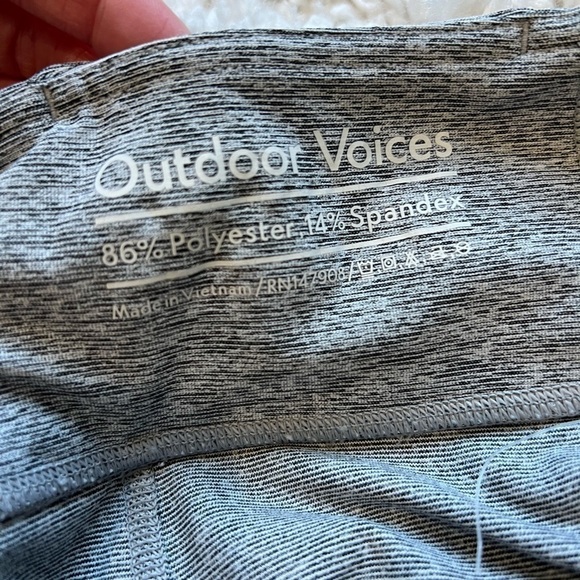 Outdoor Voices
86% Polyester 14% Spandex
Made in Vietnam/RN147908/